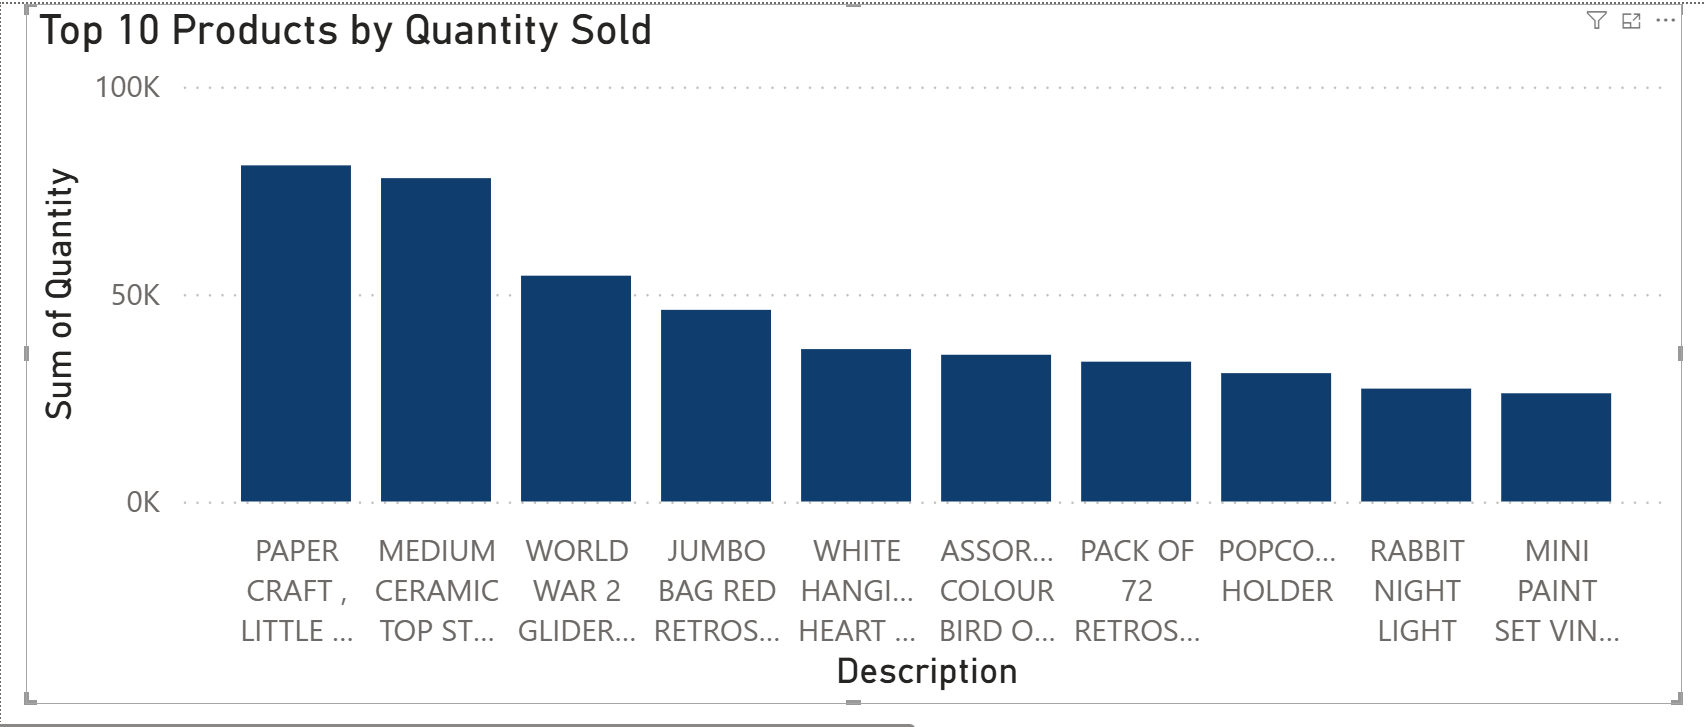 Top 10 Products by Quantity Sold
100K
50K
0K
Sum of Quantity
PAPER
CRAFT ,
LITTLE ...
MEDIUM
CERAMIC
TOP ST...
WORLD
WAR 2
GLIDER...
JUMBO
BAG RED
RETROS...
WHITE
HANGI...
HEART ...
ASSOR...
COLOUR
BIRD O...
PACK OF
72
RETROS...
POPCO...
HOLDER
RABBIT
NIGHT
LIGHT
MINI
PAINT
SET VIN...
Description